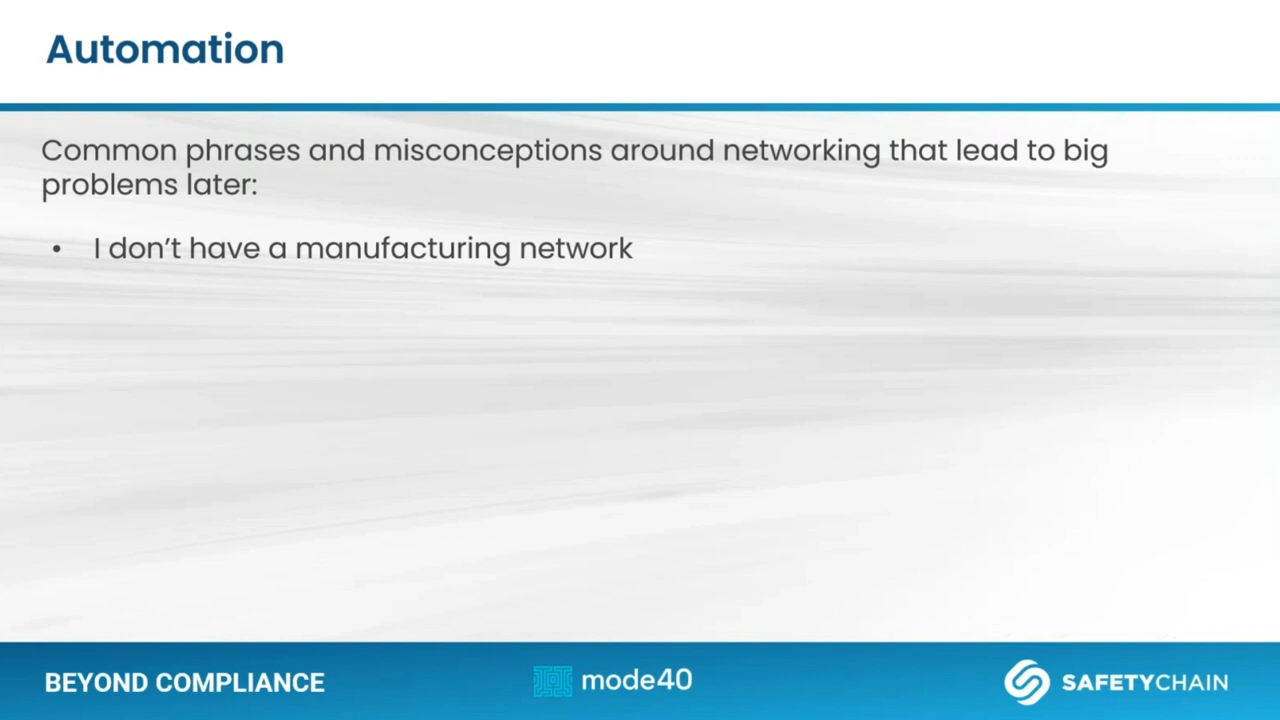 Automation
Common phrases and misconceptions around networking that lead to big
problems later:
• I don’t have a manufacturing network
BEYOND COMPLIANCE
mode40
SAFETYCHAIN